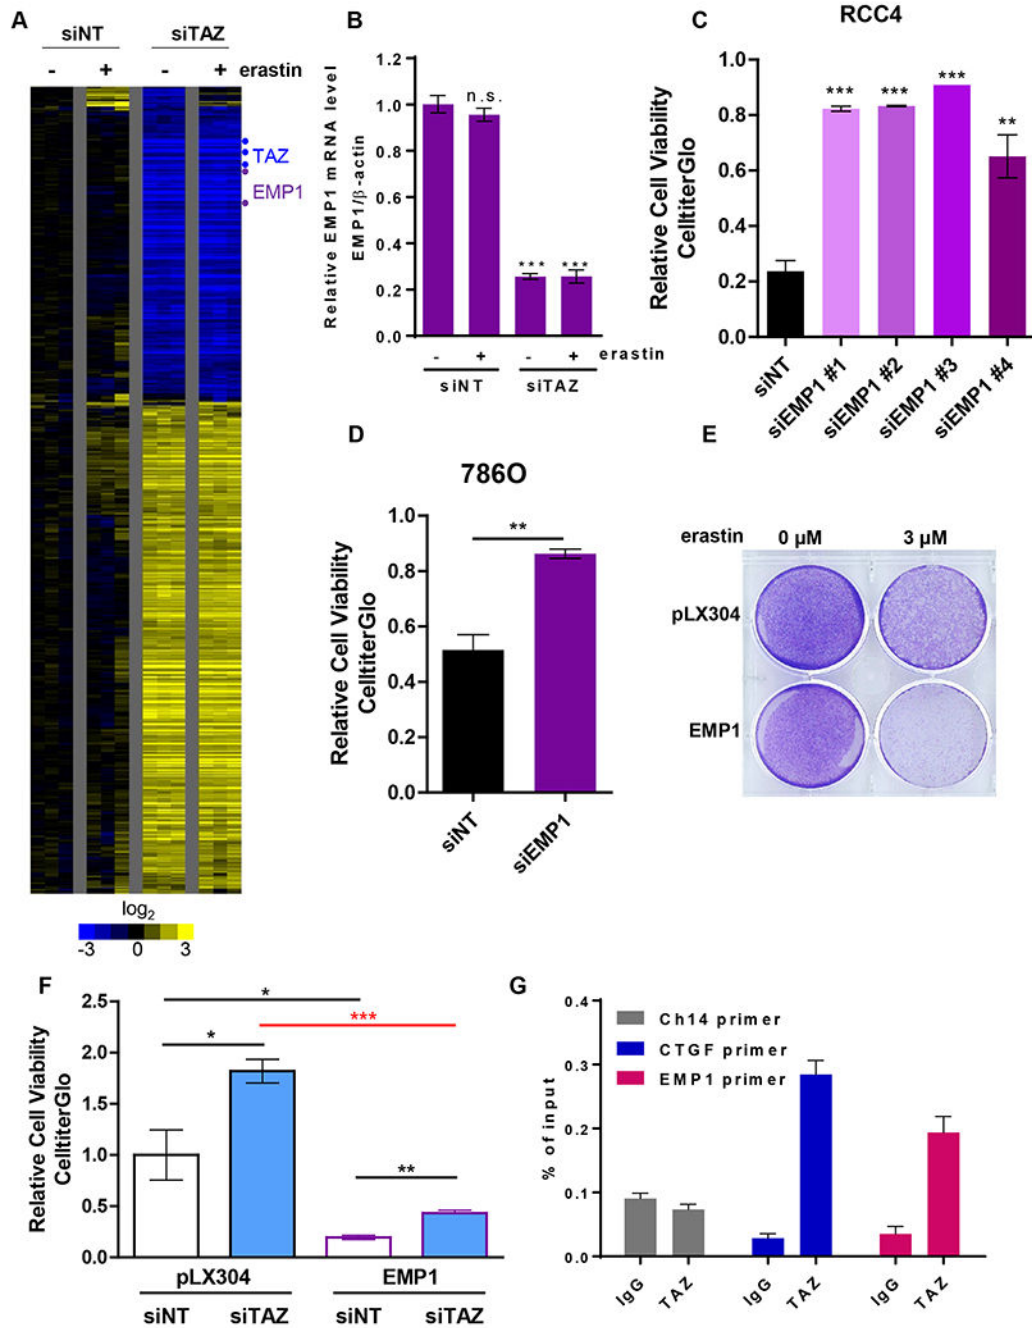 A
siNT
siTAZ
- + - + erastin
TAZ
EMP1
log2
-3 0 3
B
Relative EMP1 mRNA level
EMP1/β-actin
1.2
1.0
0.8
0.6
0.4
0.2
0.0
n.s.
***
***
- + - + erastin
siNT siTAZ
C
RCC4
Relative Cell Viability
CelltiterGlo
1.0
0.8
0.6
0.4
0.2
0.0
***
***
***
**
siNT
siEMP1 #1
siEMP1 #2
siEMP1 #3
siEMP1 #4
D
786O
Relative Cell Viability
CelltiterGlo
1.0
0.8
0.6
0.4
0.2
0.0
**
siNT
siEMP1
E
erastin 0 µM 3 µM
pLX304
EMP1
F
Relative Cell Viability
CelltiterGlo
2.5
2.0
1.5
1.0
0.5
0.0
*
***
*
**
pLX304 EMP1
siNT siTAZ siNT siTAZ
G
% of input
0.4
0.3
0.2
0.1
0.0
Ch14 primer
CTGF primer
EMP1 primer
IgG
TAZ
IgG
TAZ
IgG
TAZ